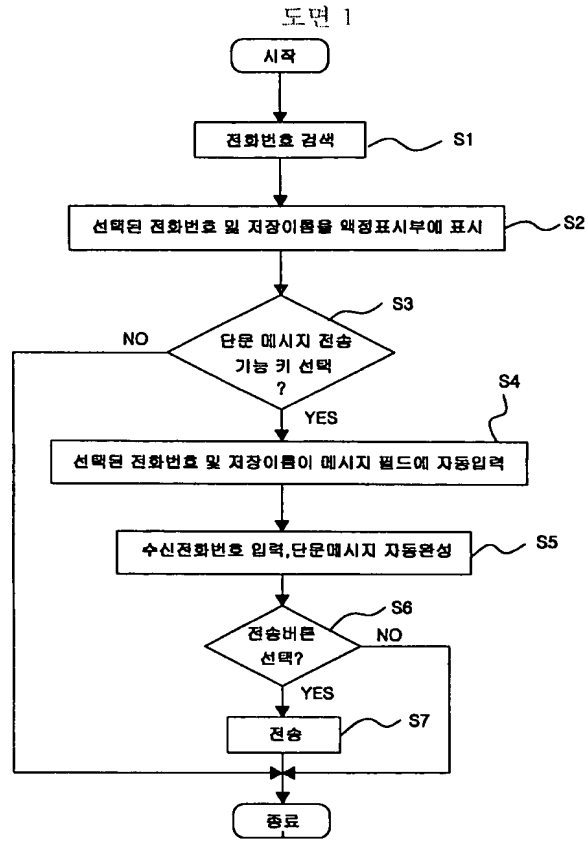 도면 1
시작
전화번호 검색
S1
선택된 전화번호 및 저장이름을 액정표시부에 표시
S2
S3
단문 메시지 전송
기능 키 선택
?
NO
YES
S4
선택된 전화번호 및 저장이름이 메시지 필드에 자동입력
수신전화번호 입력,단문메시지 자동완성
S5
S6
전송버튼
선택?
NO
YES
전송
S7
종료